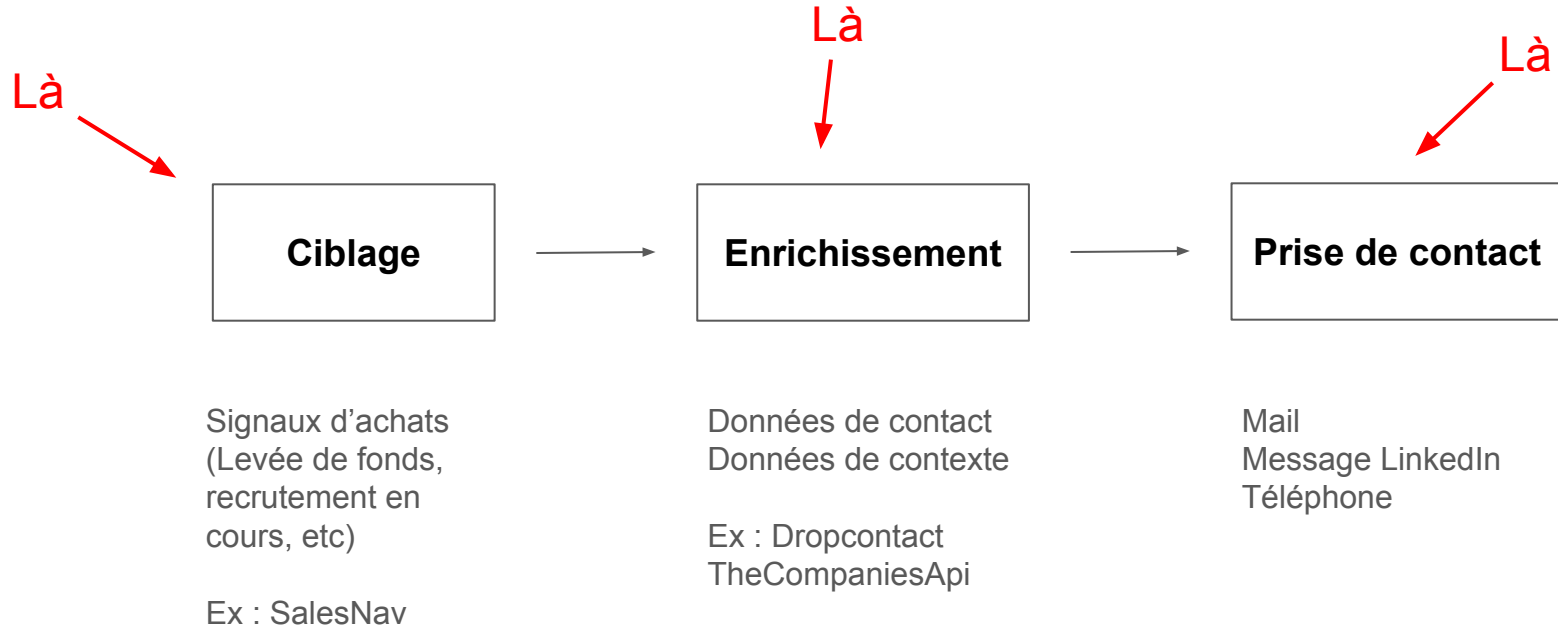 Là
Là
Là
Ciblage
Enrichissement
Prise de contact
Signaux d’achats
(Levée de fonds,
recrutement en
cours, etc)
Ex : SalesNav
Données de contact
Données de contexte
Ex : Dropcontact
TheCompaniesApi
Mail
Message LinkedIn
Téléphone